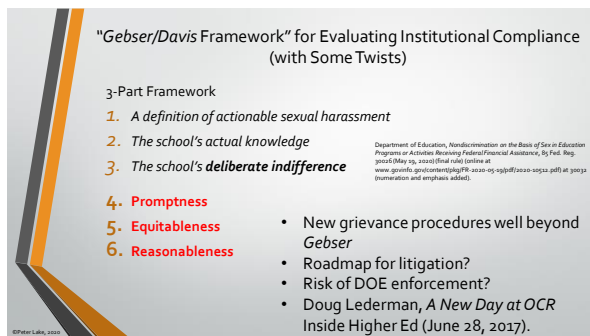 “Gebser/Davis Framework” for Evaluating Institutional Compliance
(with Some Twists)
3-Part Framework
1. A definition of actionable sexual harassment
2. The school’s actual knowledge
3. The school’s deliberate indifference
Department of Education, Nondiscrimination on the Basis of Sex in Education
Programs or Activities Receiving Federal Financial Assistance, 85 Fed. Reg.
30026 (May 19, 2020) (final rule) (online at
www.govinfo.gov/content/pkg/FR-2020-05-19/pdf/2020-10512.pdf) at 30032
(numeration and emphasis added).
4. Promptness
5. Equitableness
6. Reasonableness
• New grievance procedures well beyond
Gebser
• Roadmap for litigation?
• Risk of DOE enforcement?
• Doug Lederman, A New Day at OCR
Inside Higher Ed (June 28, 2017).
©Peter Lake, 2020